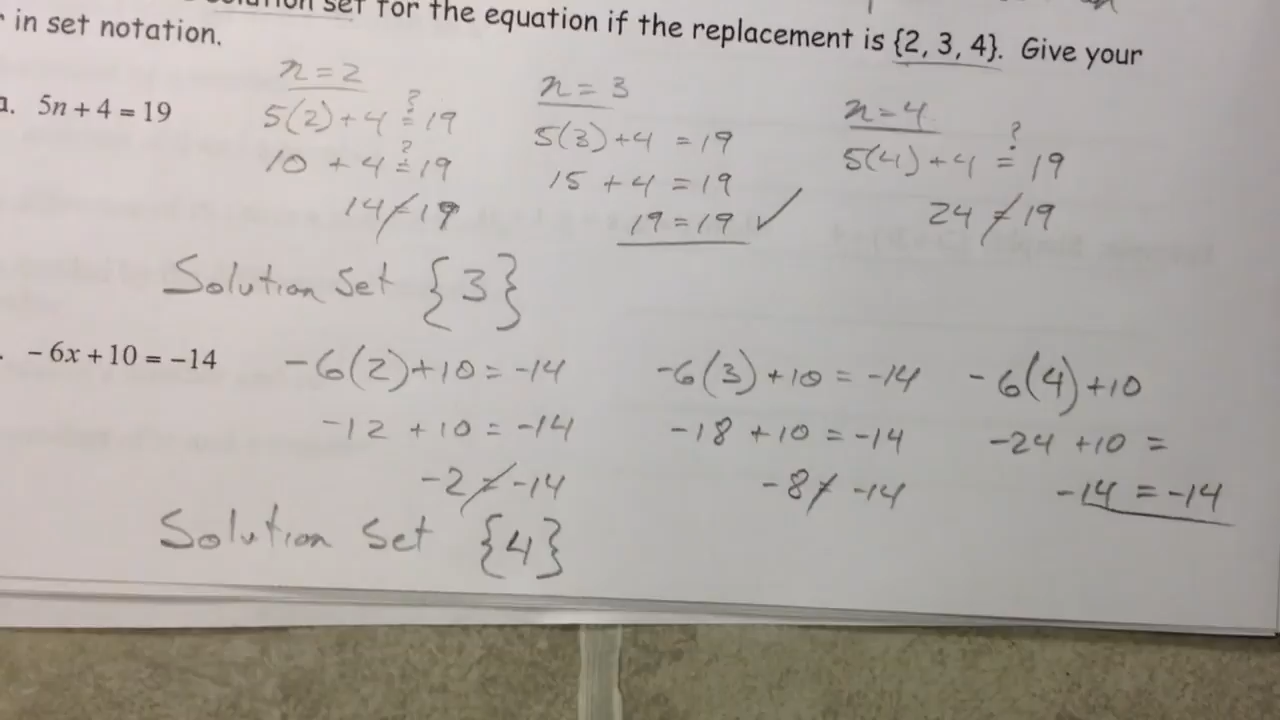 set for the equation if the replacement is {2, 3, 4}. Give your
in set notation.
5n + 4 = 19
n = 2
5(2) + 4 ≟ 19
10 + 4 ≟ 19
14 ≠ 19
n = 3
5(3) + 4 = 19
15 + 4 = 19
19 = 19 ✓
n = 4
5(4) + 4 ≟ 19
24 ≠ 19
Solution Set {3}
- 6x + 10 = -14
-6(2) + 10 = -14
-12 + 10 = -14
-2 ≠ -14
-6(3) + 10 = -14
-18 + 10 = -14
-8 ≠ -14
-6(4) + 10
-24 + 10 =
-14 = -14
Solution Set {4}